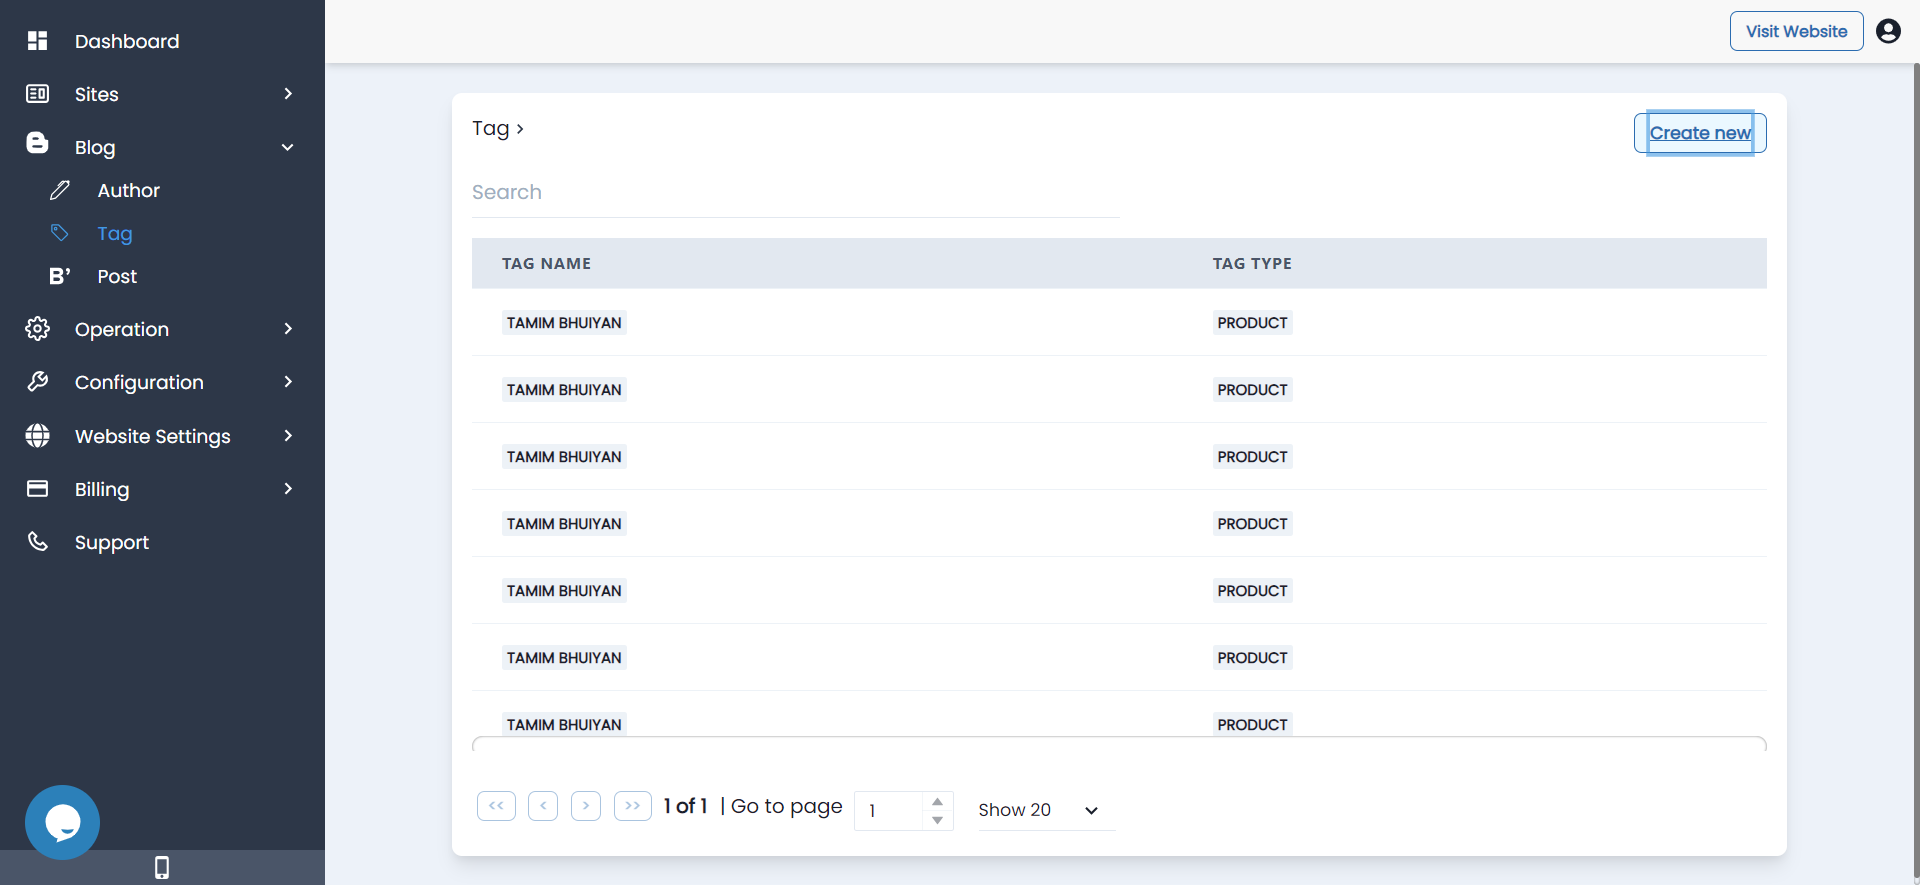 Dashboard
Sites
Blog
Author
Tag
Post
Operation
Configuration
Website Settings
Billing
Support
Visit Website
Tag >
Create new
Search
TAG NAME TAG TYPE
TAMIM BHUIYAN PRODUCT
TAMIM BHUIYAN PRODUCT
TAMIM BHUIYAN PRODUCT
TAMIM BHUIYAN PRODUCT
TAMIM BHUIYAN PRODUCT
TAMIM BHUIYAN PRODUCT
TAMIM BHUIYAN PRODUCT
<< < > >> 1 of 1 | Go to page 1 Show 20